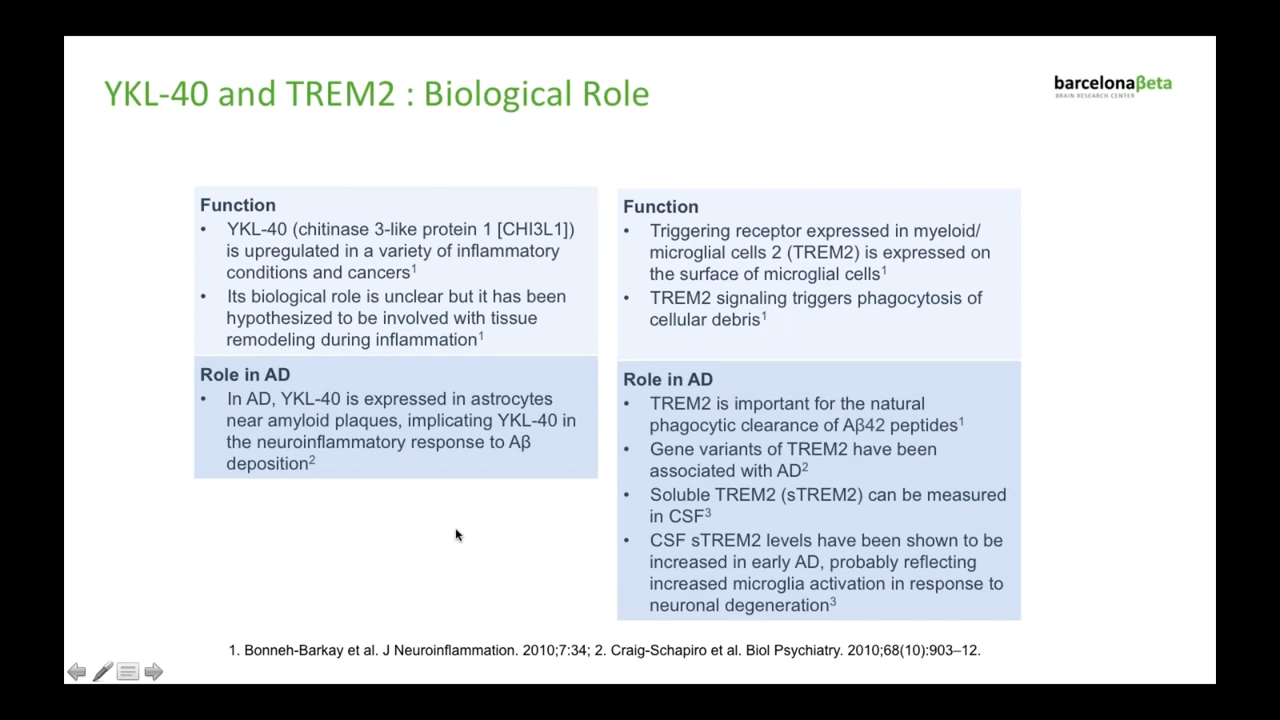 YKL-40 and TREM2 : Biological Role
barcelonaβeta
BRAIN RESEARCH CENTER
Function
• YKL-40 (chitinase 3-like protein 1 [CHI3L1])
is upregulated in a variety of inflammatory
conditions and cancers¹
• Its biological role is unclear but it has been
hypothesized to be involved with tissue
remodeling during inflammation¹
Role in AD
• In AD, YKL-40 is expressed in astrocytes
near amyloid plaques, implicating YKL-40 in
the neuroinflammatory response to Aβ
deposition²
Function
• Triggering receptor expressed in myeloid/
microglial cells 2 (TREM2) is expressed on
the surface of microglial cells¹
• TREM2 signaling triggers phagocytosis of
cellular debris¹
Role in AD
• TREM2 is important for the natural
phagocytic clearance of Aβ42 peptides¹
• Gene variants of TREM2 have been
associated with AD²
• Soluble TREM2 (sTREM2) can be measured
in CSF³
• CSF sTREM2 levels have been shown to be
increased in early AD, probably reflecting
increased microglia activation in response to
neuronal degeneration³
1. Bonneh-Barkay et al. J Neuroinflammation. 2010;7:34; 2. Craig-Schapiro et al. Biol Psychiatry. 2010;68(10):903–12.